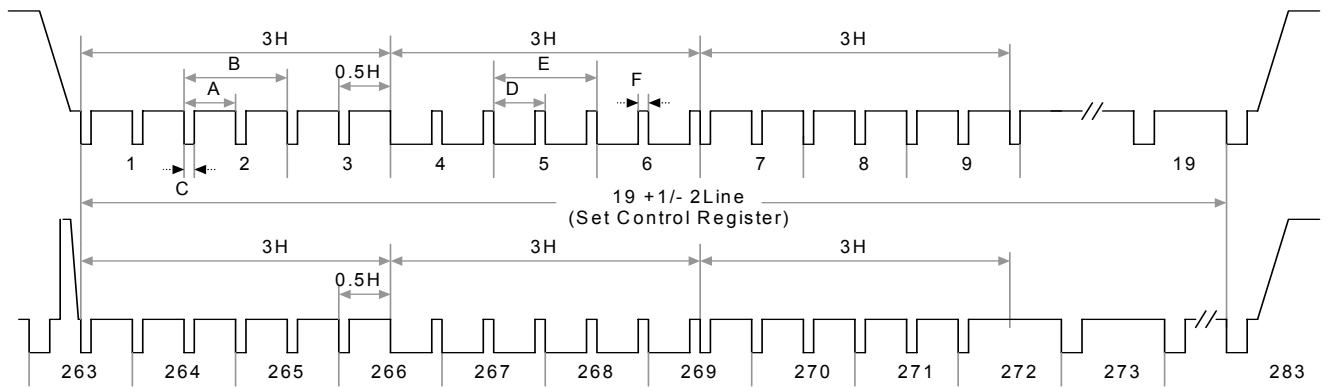 3H 3H 3H
B E
0.5H F
A D
1 2 3 4 5 6 7 8 9 19
C
19 +1/- 2Line
(Set Control Register)
3H 3H 3H
0.5H
263 264 265 266 267 268 269 270 271 272 273 283